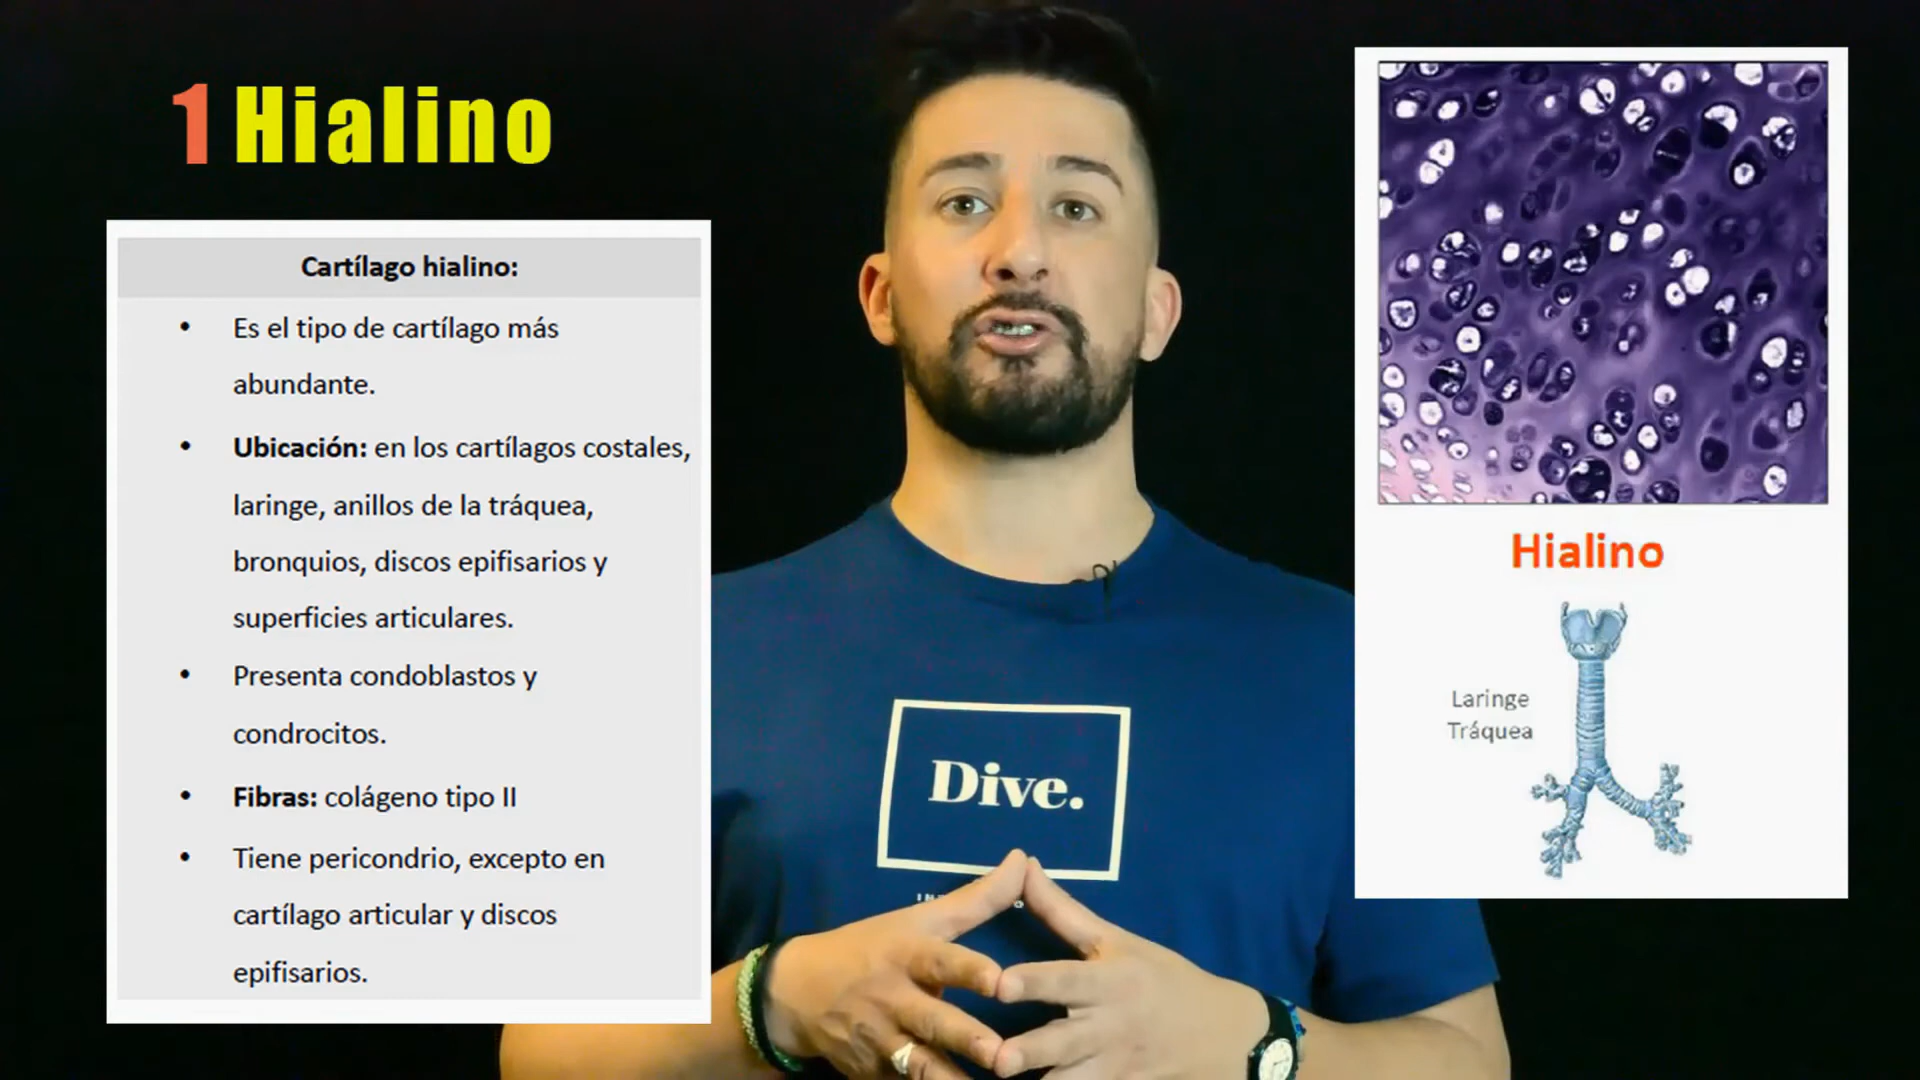 1 Hialino
Cartílago hialino:
• Es el tipo de cartílago más
abundante.
• Ubicación: en los cartílagos costales,
laringe, anillos de la tráquea,
bronquios, discos epifisarios y
superficies articulares.
• Presenta condoblastos y
condrocitos.
• Fibras: colágeno tipo II
• Tiene pericondrio, excepto en
cartílago articular y discos
epifisarios.
Dive.
Hialino
Laringe
Tráquea